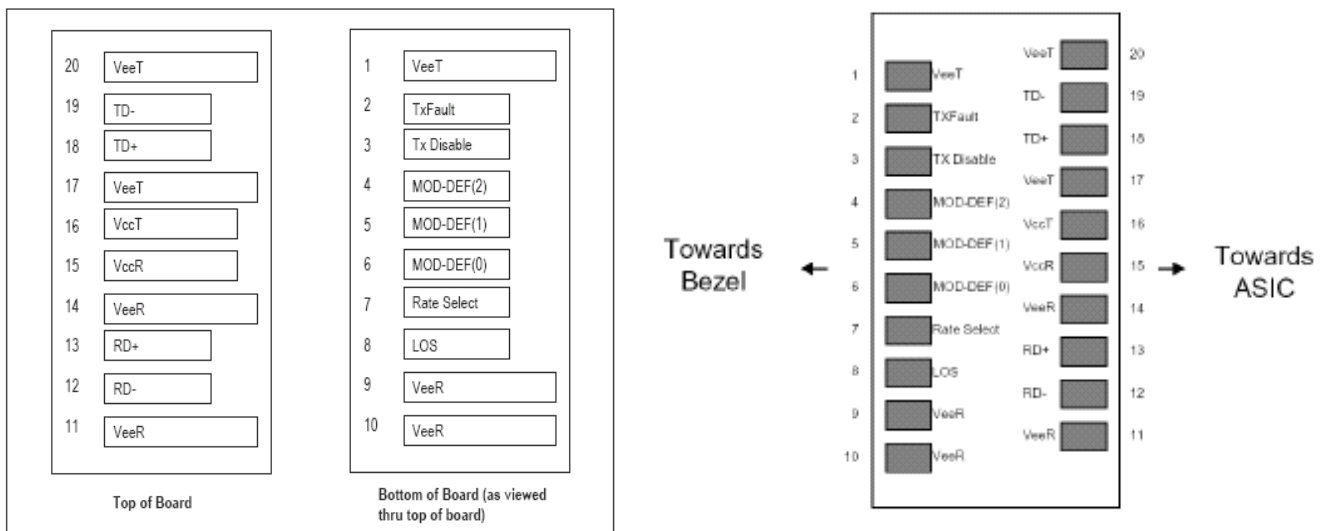 20 VeeT
19 TD-
18 TD+
17 VeeT
16 VccT
15 VccR
14 VeeR
13 RD+
12 RD-
11 VeeR
Top of Board
1 VeeT
2 TxFault
3 Tx Disable
4 MOD-DEF(2)
5 MOD-DEF(1)
6 MOD-DEF(0)
7 Rate Select
8 LOS
9 VeeR
10 VeeR
Bottom of Board (as viewed
thru top of board)
Towards
Bezel
1 VeeT
2 TXFault
3 TX Disable
4 MOD-DEF(2)
5 MOD-DEF(1)
6 MOD-DEF(0)
7 Rate Select
8 LOS
9 VeeR
10 VeeR
VeeT 20
TD- 19
TD+ 18
VeeT 17
VccT 16
VccR 15
VeeR 14
RD+ 13
RD- 12
VeeR 11
Towards
ASIC